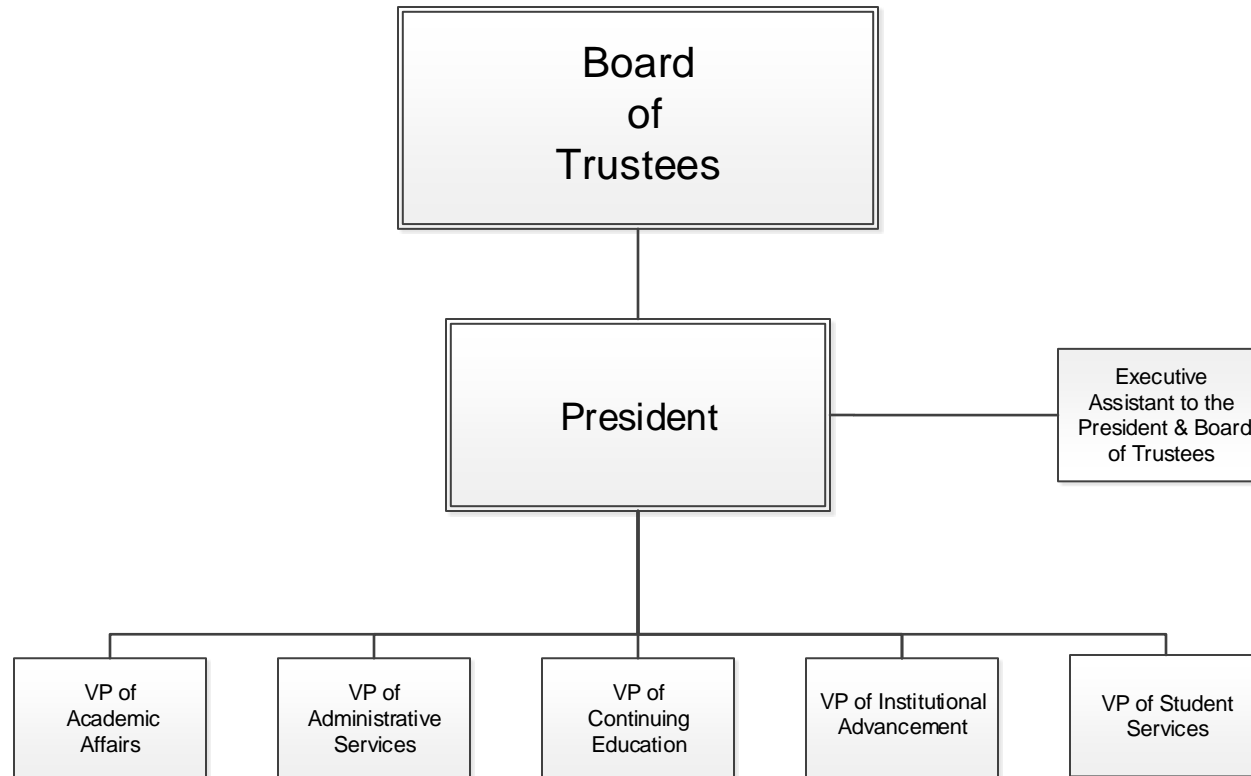 Board
of
Trustees
President
Executive
Assistant to the
President & Board
of Trustees
VP of
Academic
Affairs
VP of
Administrative
Services
VP of
Continuing
Education
VP of Institutional
Advancement
VP of Student
Services